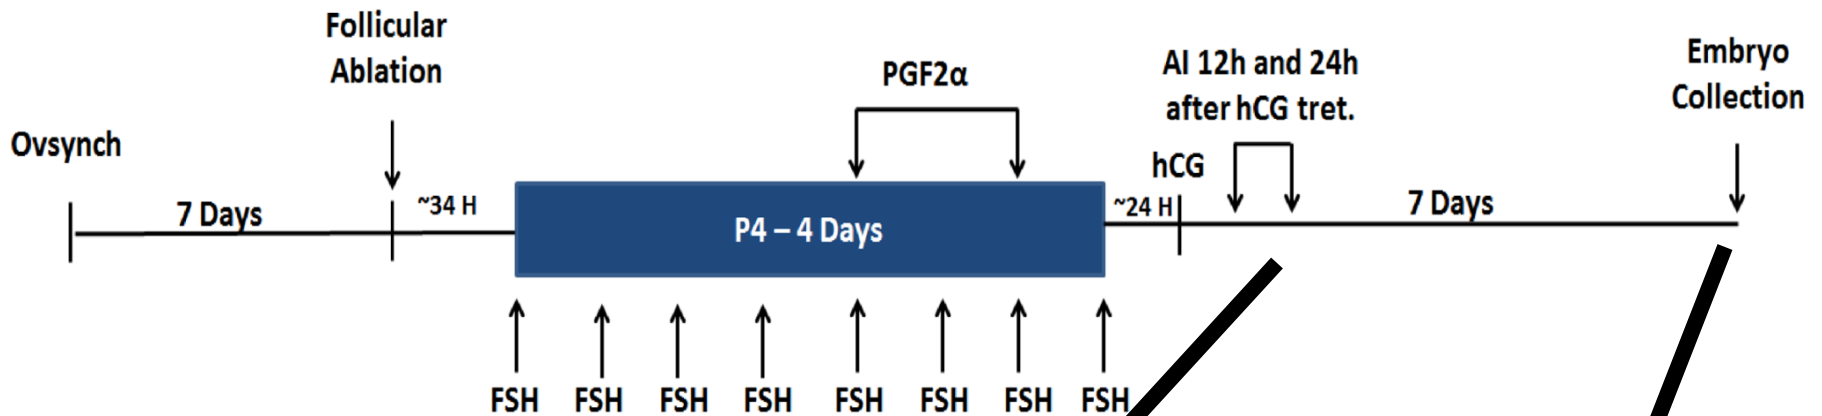 Follicular
Ablation
Ovsynch
7 Days
~34 H
PGF2α
P4 – 4 Days
AI 12h and 24h
after hCG tret.
hCG
~24 H
7 Days
Embryo
Collection
FSH FSH FSH FSH FSH FSH FSH FSH